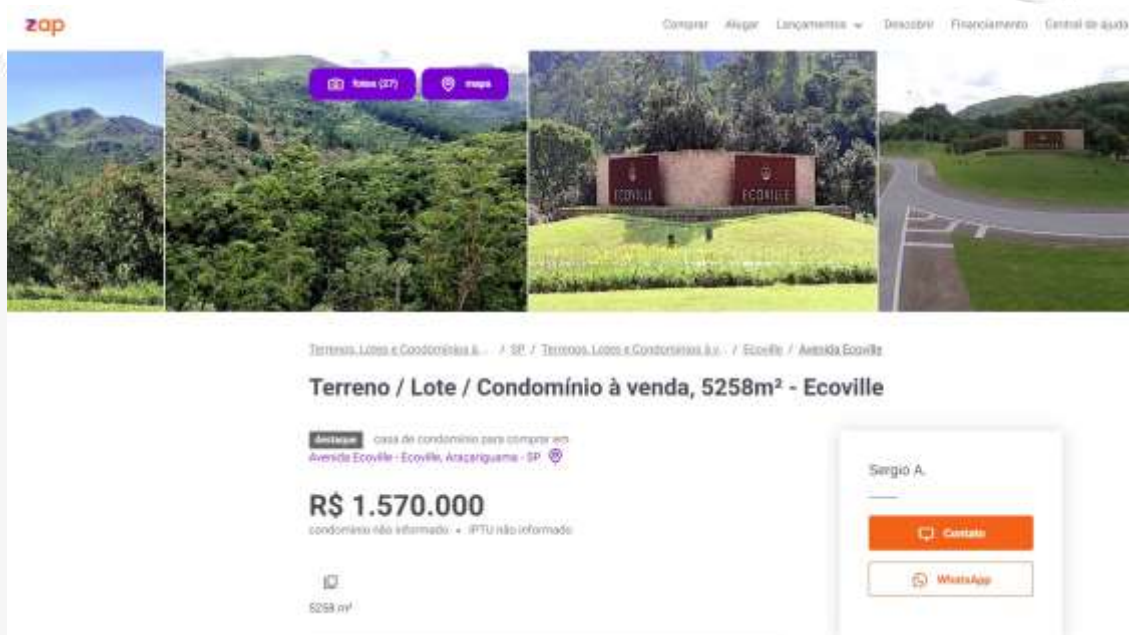 zap
Comprar Alugar Lançamentos Descobrir Financiamento Central de ajuda
fotos (27) mapa
ECOVILLE ECOVILLE
ECOVILLE
Terrenos, Lotes e Condomínios à... / SP / Terrenos, Lotes e Condomínios à v... / Ecoville / Avenida Ecoville
Terreno / Lote / Condomínio à venda, 5258m² - Ecoville
destaque casa de condomínio para comprar em
Avenida Ecoville - Ecoville, Araçariguama - SP
Sergio A.
R$ 1.570.000
condomínio não informado • IPTU não informado
Contato
WhatsApp
5258 m²